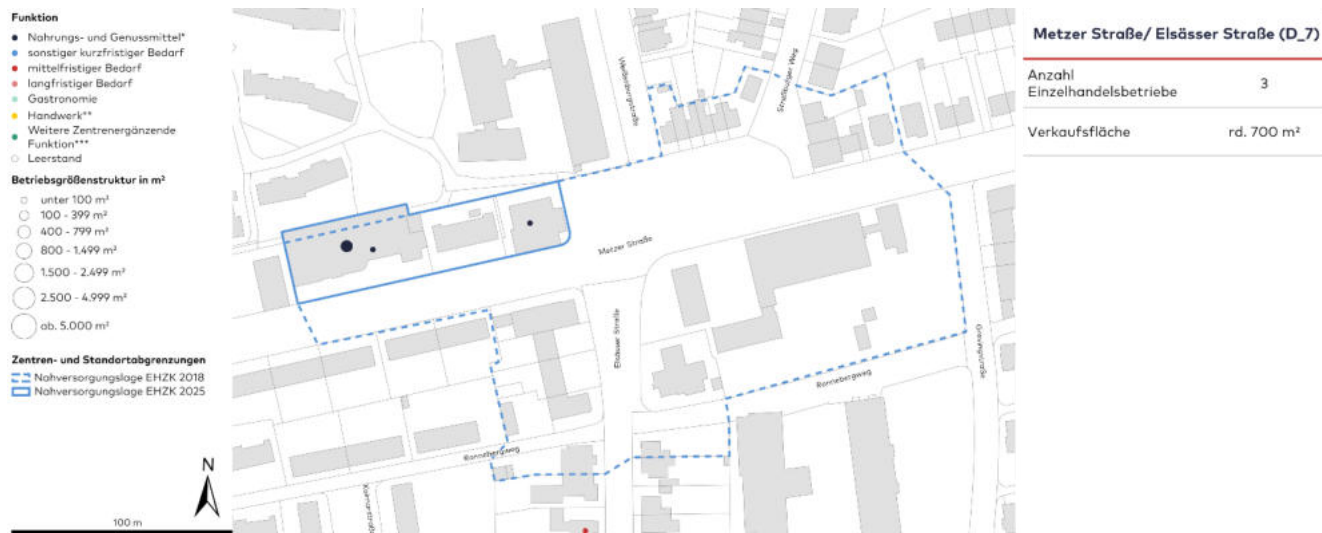 Funktion
Nahrungs- und Genussmittel*
sonstiger kurzfristiger Bedarf
mittelfristiger Bedarf
langfristiger Bedarf
Gastronomie
Handwerk**
Weitere Zentrenergänzende
Funktion***
Leerstand
Betriebsgrößenstruktur in m²
unter 100 m²
100 - 399 m²
400 - 799 m²
800 - 1.499 m²
1.500 - 2.499 m²
2.500 - 4.999 m²
ab. 5.000 m²
Zentren- und Standortabgrenzungen
Nahversorgungslage EHZK 2018
Nahversorgungslage EHZK 2025
N
100 m
Weißenburgstraße
Straßburger Weg
Metzer Straße
Elsässer Straße
Gravelottestraße
Ronnebergweg
Ronnebergweg
Metzer Straße/ Elsässer Straße (D_7)
Anzahl
Einzelhandelsbetriebe 3
Verkaufsfläche rd. 700 m²